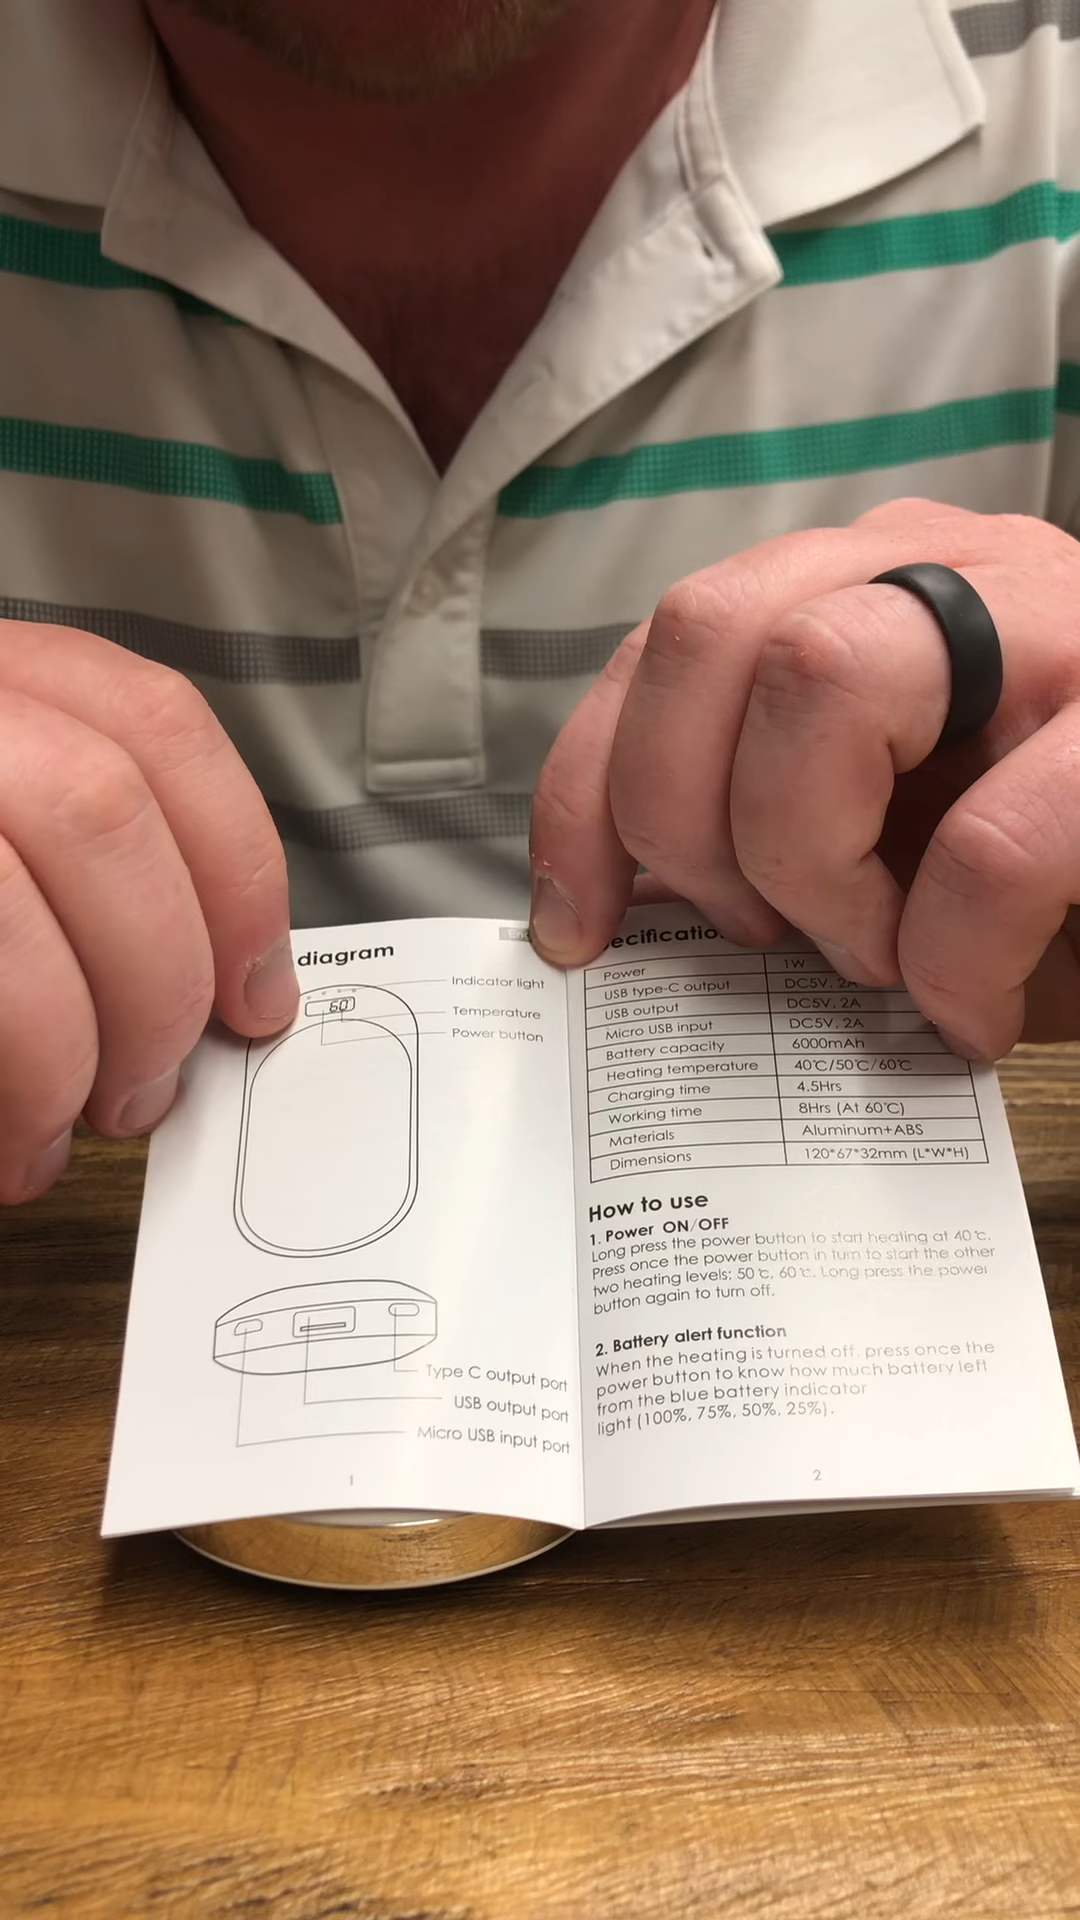 diagram
Indicator light
60
Temperature
Power button
Type C output port
USB output port
Micro USB input port
1
Power 1W
USB type-C output DC5V, 2A
USB output DC5V, 2A
Micro USB input DC5V, 2A
Battery capacity 6000mAh
Heating temperature 40℃/50℃/60℃
Charging time 4.5Hrs
Working time 8Hrs (At 60℃)
Materials Aluminum+ABS
Dimensions 120*67*32mm (L*W*H)
How to use
1. Power ON/OFF
Long press the power button to start heating at 40℃.
Press once the power button in turn to start the other
two heating levels: 50℃, 60℃. Long press the power
button again to turn off.
2. Battery alert function
When the heating is turned off, press once the
power button to know how much battery left
from the blue battery indicator
light (100%, 75%, 50%, 25%).
2